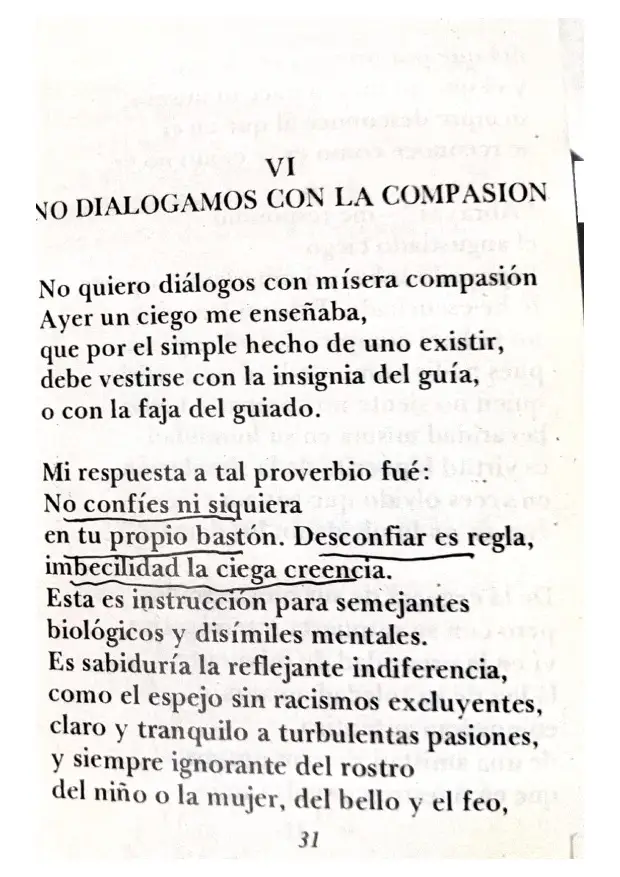 VI
NO DIALOGAMOS CON LA COMPASION
No quiero diálogos con mísera compasión
Ayer un ciego me enseñaba,
que por el simple hecho de uno existir,
debe vestirse con la insignia del guía,
o con la faja del guiado.
Mi respuesta a tal proverbio fué:
No confíes ni siquiera
en tu propio bastón. Desconfiar es regla,
imbecilidad la ciega creencia.
Esta es instrucción para semejantes
biológicos y disímiles mentales.
Es sabiduría la reflejante indiferencia,
como el espejo sin racismos excluyentes,
claro y tranquilo a turbulentas pasiones,
y siempre ignorante del rostro
del niño o la mujer, del bello y el feo,
31